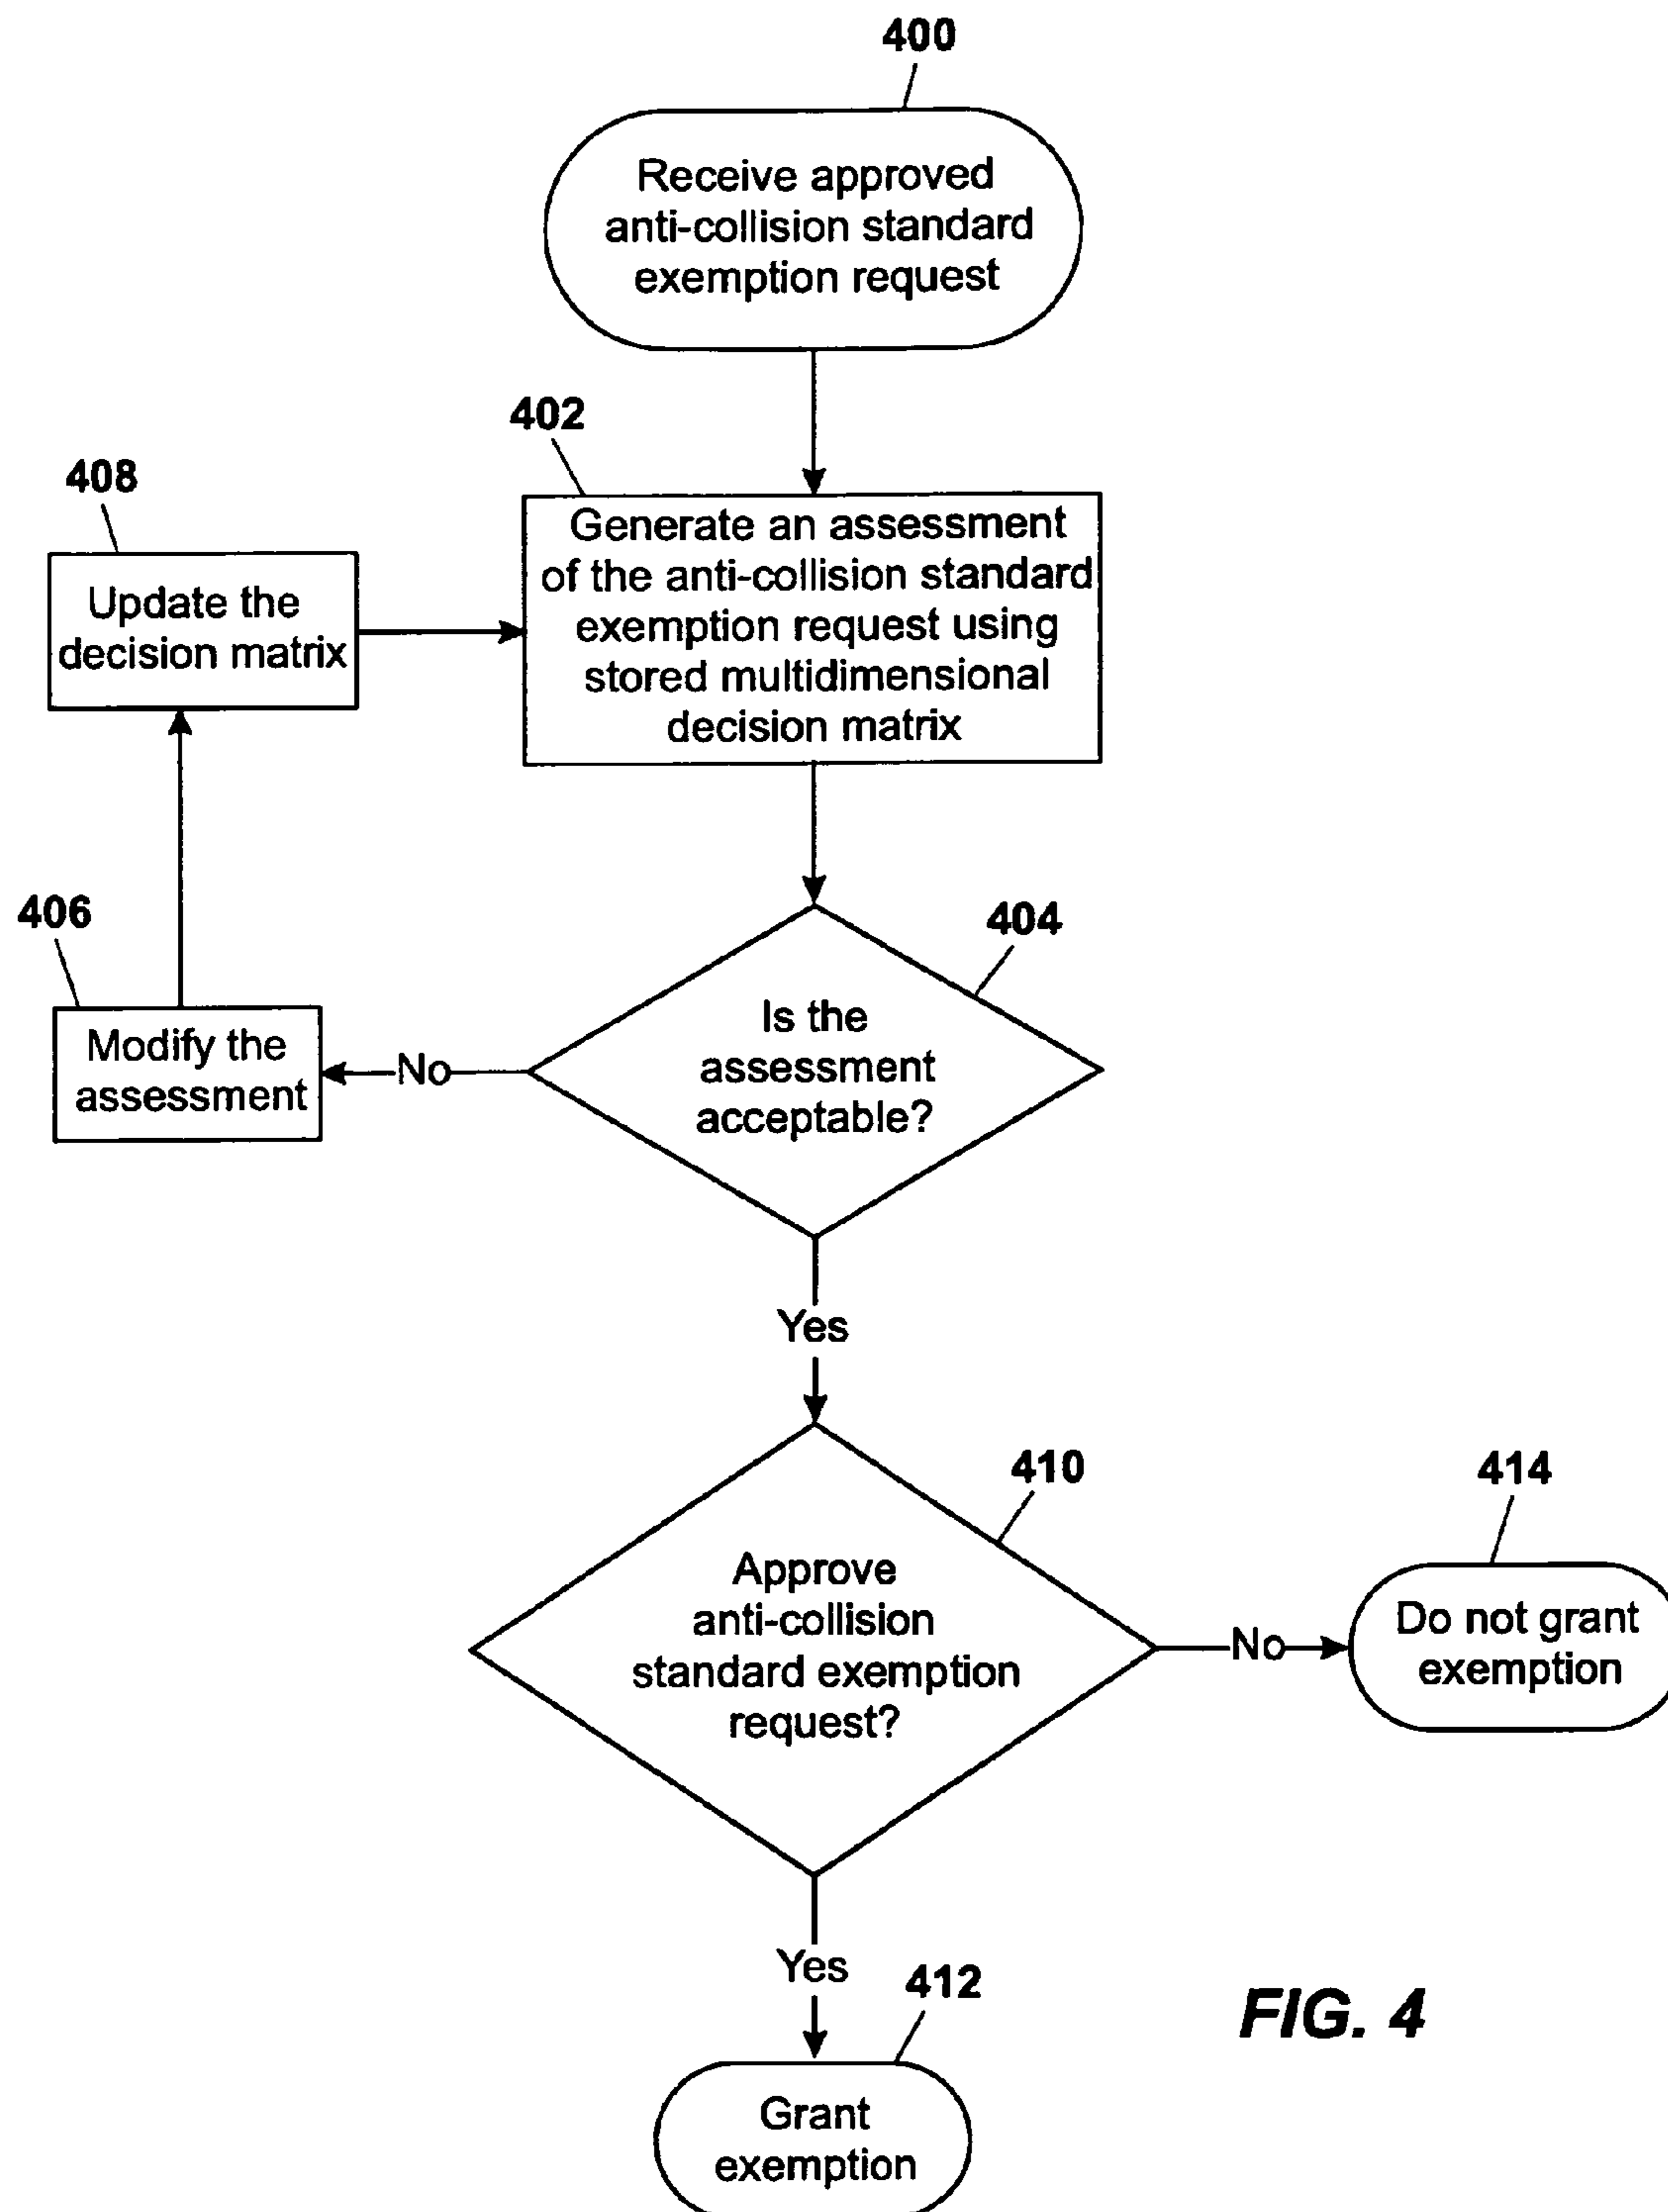 400
Receive approved
anti-collision standard
exemption request
402
Generate an assessment
of the anti-collision standard
exemption request using
stored multidimensional
decision matrix
408
Update the
decision matrix
406
Modify the
assessment
No
404
Is the
assessment
acceptable?
Yes
410
Approve
anti-collision
standard exemption
request?
No
414
Do not grant
exemption
Yes
412
Grant
exemption
FIG. 4